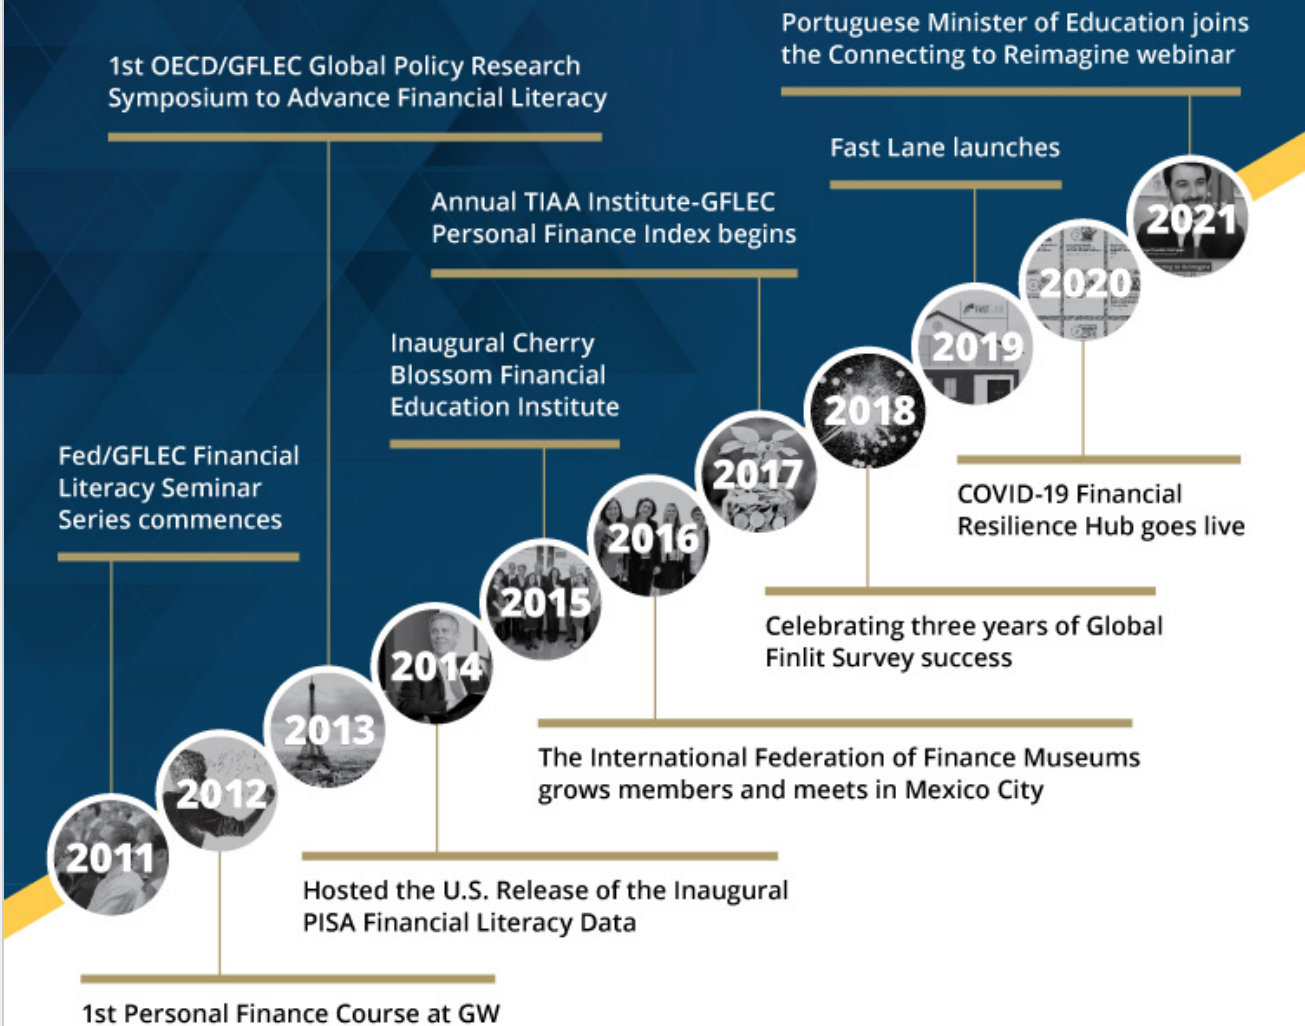 Portuguese Minister of Education joins
the Connecting to Reimagine webinar
1st OECD/GFLEC Global Policy Research
Symposium to Advance Financial Literacy
Fast Lane launches
Annual TIAA Institute-GFLEC
Personal Finance Index begins
Inaugural Cherry
Blossom Financial
Education Institute
Fed/GFLEC Financial
Literacy Seminar
Series commences
2021
2020
2019
2018
2017
2016
2015
2014
2013
2012
2011
COVID-19 Financial
Resilience Hub goes live
Celebrating three years of Global
Finlit Survey success
The International Federation of Finance Museums
grows members and meets in Mexico City
Hosted the U.S. Release of the Inaugural
PISA Financial Literacy Data
1st Personal Finance Course at GW